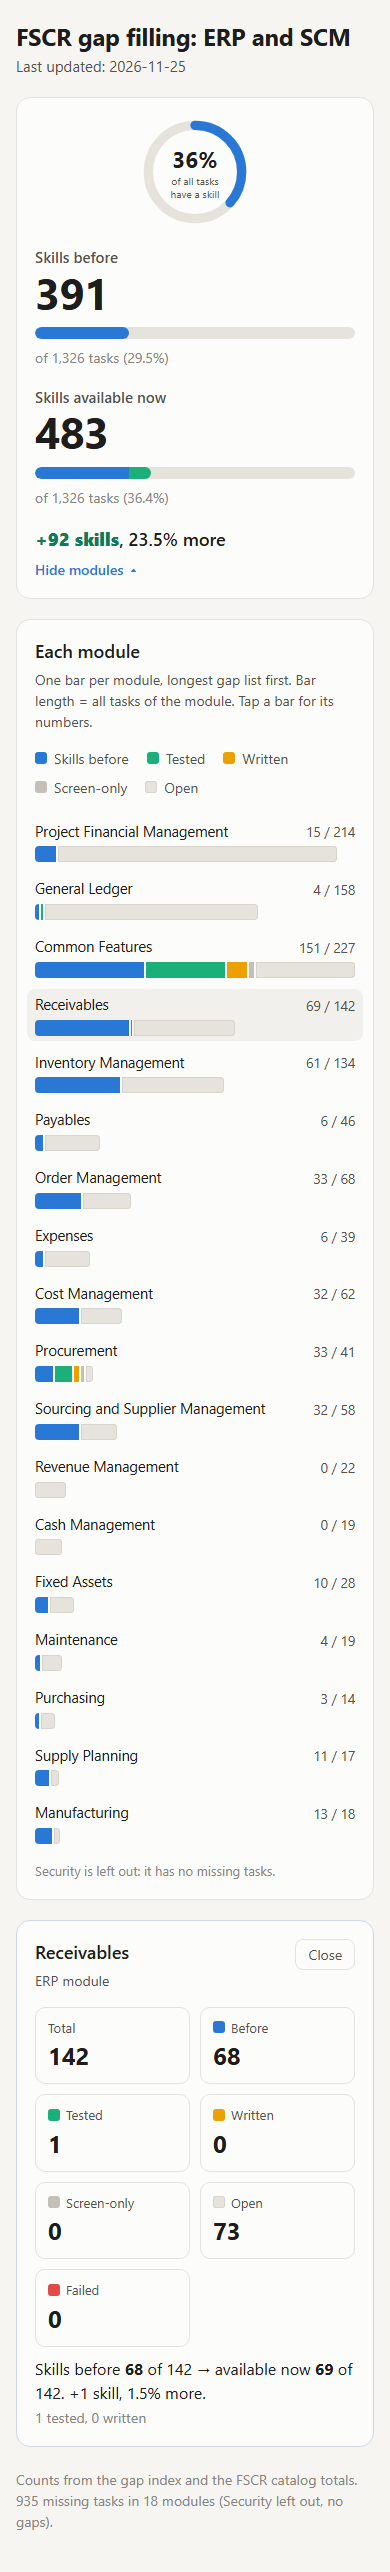 FSCR gap filling: ERP and SCM
Last updated: 2026-11-25
36%
of all tasks
have a skill
Skills before
391
of 1,326 tasks (29.5%)
Skills available now
483
of 1,326 tasks (36.4%)
+92 skills, 23.5% more
Hide modules
Each module
One bar per module, longest gap list first. Bar
length = all tasks of the module. Tap a bar for its
numbers.
Skills before Tested Written
Screen-only Open
Project Financial Management 15 / 214
General Ledger 4 / 158
Common Features 151 / 227
Receivables 69 / 142
Inventory Management 61 / 134
Payables 6 / 46
Order Management 33 / 68
Expenses 6 / 39
Cost Management 32 / 62
Procurement 33 / 41
Sourcing and Supplier Management 32 / 58
Revenue Management 0 / 22
Cash Management 0 / 19
Fixed Assets 10 / 28
Maintenance 4 / 19
Purchasing 3 / 14
Supply Planning 11 / 17
Manufacturing 13 / 18
Security is left out: it has no missing tasks.
Receivables Close
ERP module
Total
142
Before
68
Tested
1
Written
0
Screen-only
0
Open
73
Failed
0
Skills before 68 of 142 → available now 69 of
142. +1 skill, 1.5% more.
1 tested, 0 written
Counts from the gap index and the FSCR catalog totals.
935 missing tasks in 18 modules (Security left out, no
gaps).